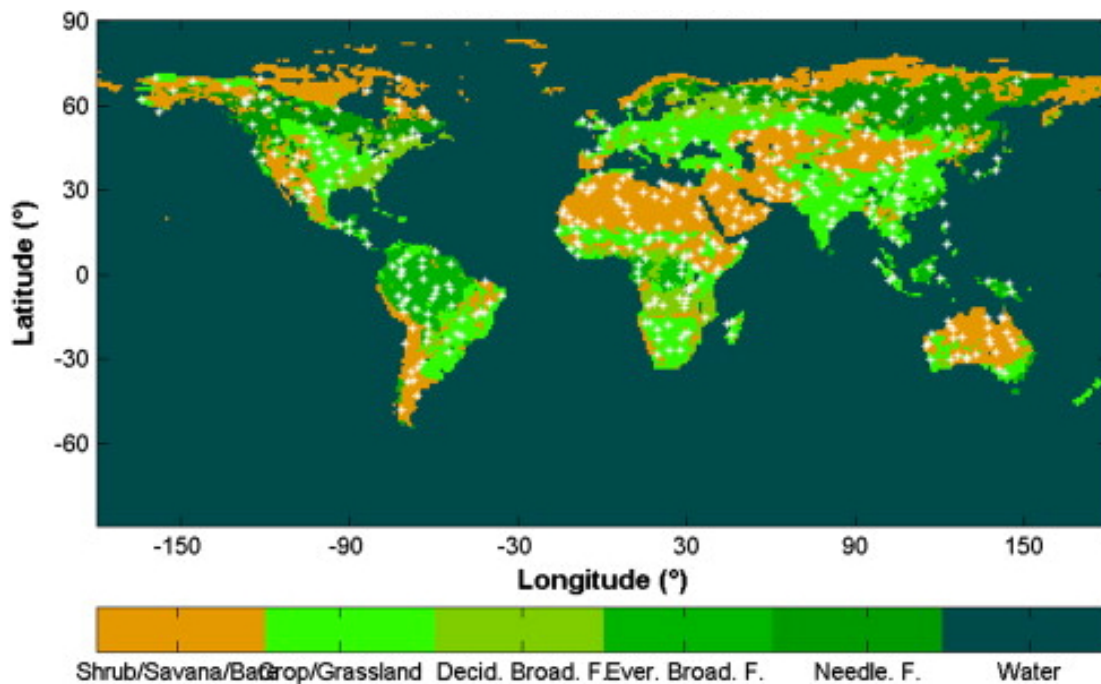 90
60
30
0
-30
-60
Latitude (°)
-150 -90 -30 30 90 150
Longitude (°)
Shrub/Savana/Bare Crop/Grassland Decid. Broad. F. Ever. Broad. F. Needle. F. Water